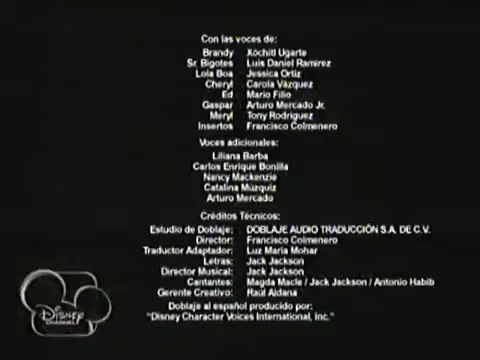 Con las voces de:
Brandy Xóchitl Ugarte
Sr. Bigotes Luis Daniel Ramírez
Lola Boa Jessica Ortiz
Cheryl Carola Vázquez
Ed Mario Filio
Gaspar Arturo Mercado Jr.
Meryl Tony Rodríguez
Insertos Francisco Colmenero
Voces adicionales:
Liliana Barba
Carlos Enrique Bonilla
Nancy Mackenzie
Catalina Múzquiz
Arturo Mercado
Créditos Técnicos:
Estudio de Doblaje: DOBLAJE AUDIO TRADUCCIÓN S.A. DE C.V.
Director: Francisco Colmenero
Traductor Adaptador: Luz María Mohar
Letras: Jack Jackson
Director Musical: Jack Jackson
Cantantes: Magda Macle / Jack Jackson / Antonio Habib
Gerente Creativo: Raúl Aldana
Doblaje al español producido por:
"Disney Character Voices International, Inc."
Disney
CHANNEL